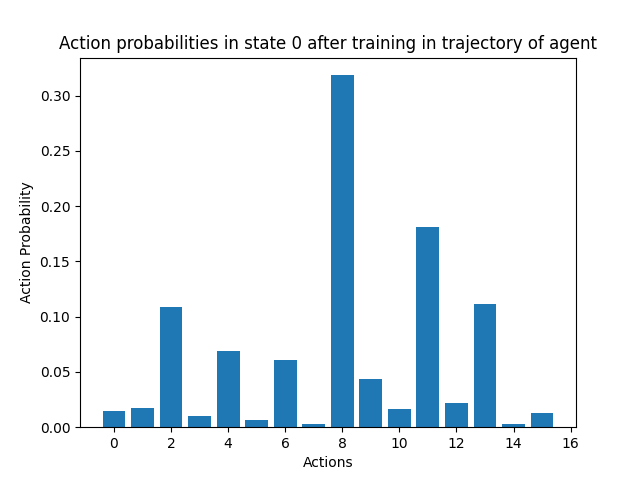 Action probabilities in state 0 after training in trajectory of agent
0.30
0.25
0.20
0.15
0.10
0.05
0.00
Action Probability
0 2 4 6 8 10 12 14 16
Actions